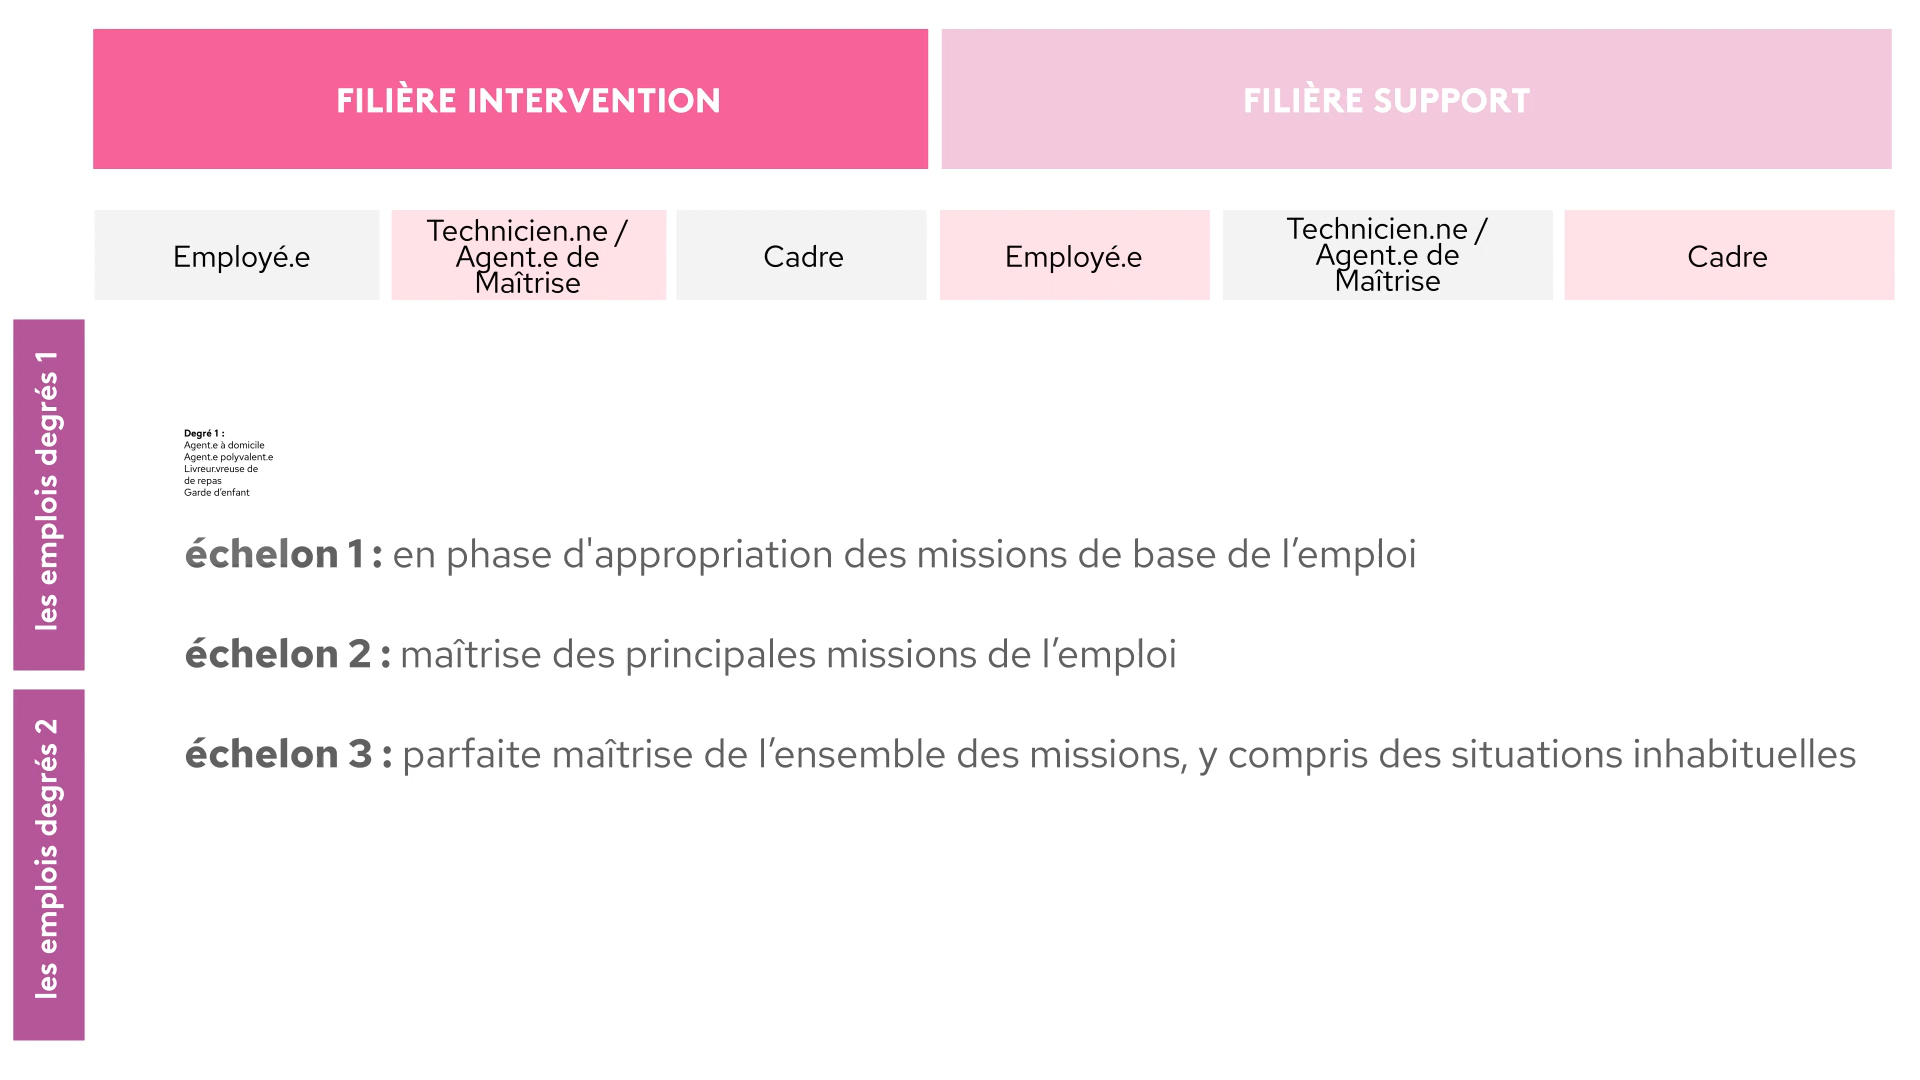 FILIÈRE INTERVENTION
FILIÈRE SUPPORT
Employé.e
Technicien.ne /
Agent.e de
Maîtrise
Cadre
Employé.e
Technicien.ne /
Agent.e de
Maîtrise
Cadre
les emplois degrés 1
Degré 1 :
Agent.e à domicile
Agent.e polyvalent.e
Livreur.vreuse de
de repas
Garde d’enfant
échelon 1 : en phase d'appropriation des missions de base de l’emploi
échelon 2 : maîtrise des principales missions de l’emploi
échelon 3 : parfaite maîtrise de l’ensemble des missions, y compris des situations inhabituelles
les emplois degrés 2